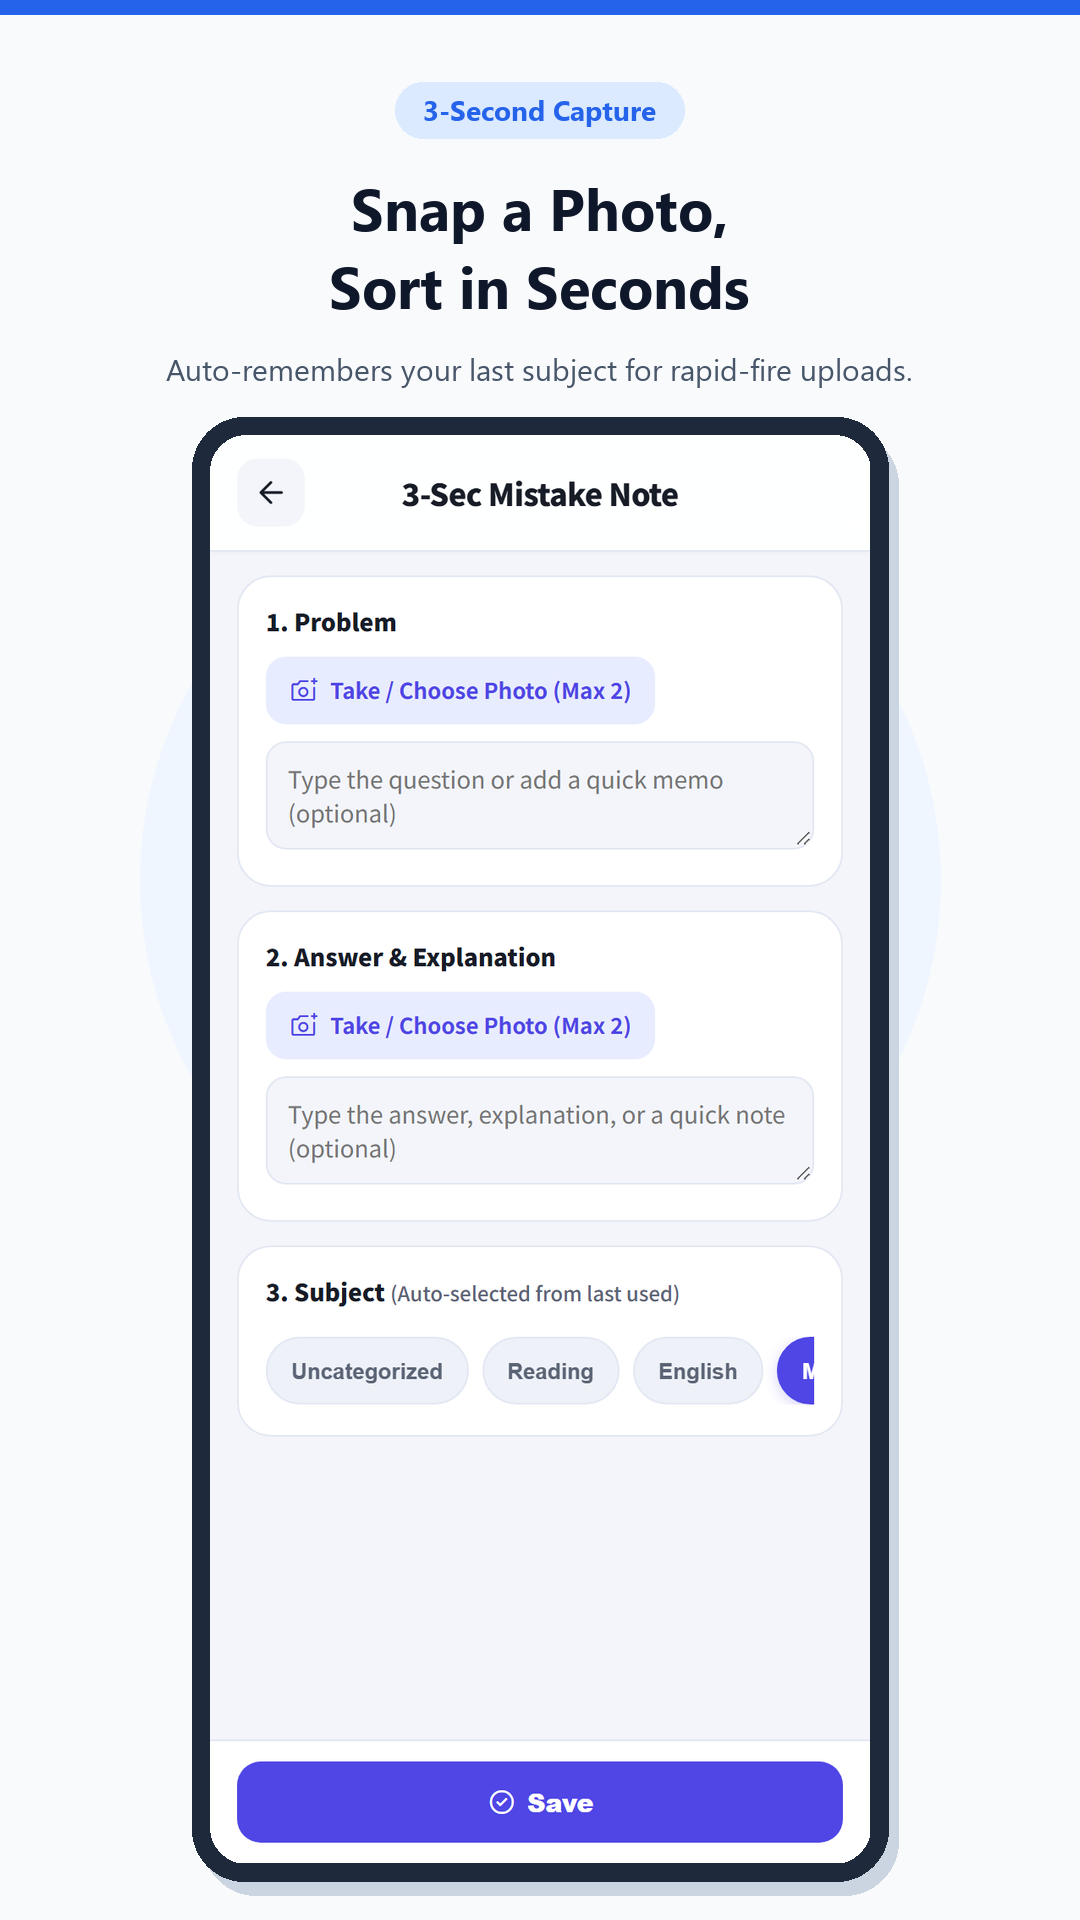 3-Second Capture
Snap a Photo,
Sort in Seconds
Auto-remembers your last subject for rapid-fire uploads.
3-Sec Mistake Note
1. Problem
Take / Choose Photo (Max 2)
Type the question or add a quick memo
(optional)
2. Answer & Explanation
Take / Choose Photo (Max 2)
Type the answer, explanation, or a quick note
(optional)
3. Subject (Auto-selected from last used)
Uncategorized Reading English
Save